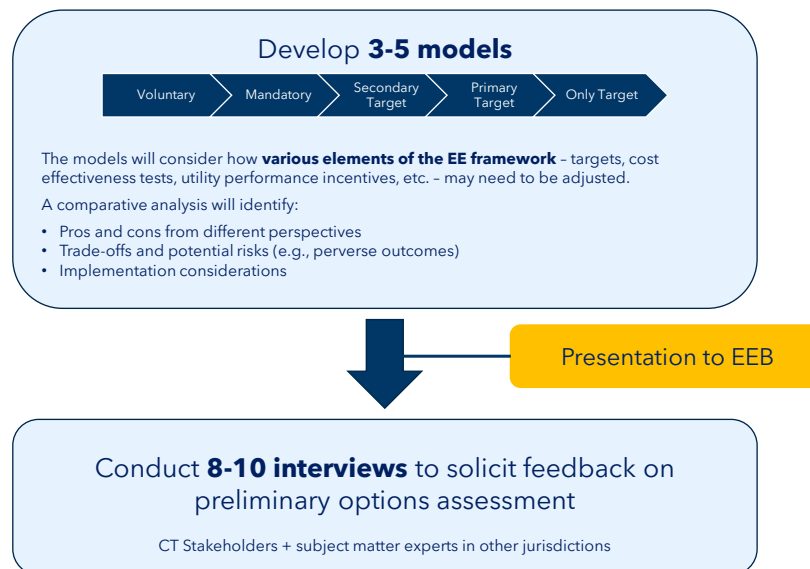 Develop 3-5 models
Voluntary
Mandatory
Secondary
Target
Primary
Target
Only Target
The models will consider how various elements of the EE framework – targets, cost
effectiveness tests, utility performance incentives, etc. – may need to be adjusted.
A comparative analysis will identify:
• Pros and cons from different perspectives
• Trade-offs and potential risks (e.g., perverse outcomes)
• Implementation considerations
Presentation to EEB
Conduct 8-10 interviews to solicit feedback on
preliminary options assessment
CT Stakeholders + subject matter experts in other jurisdictions